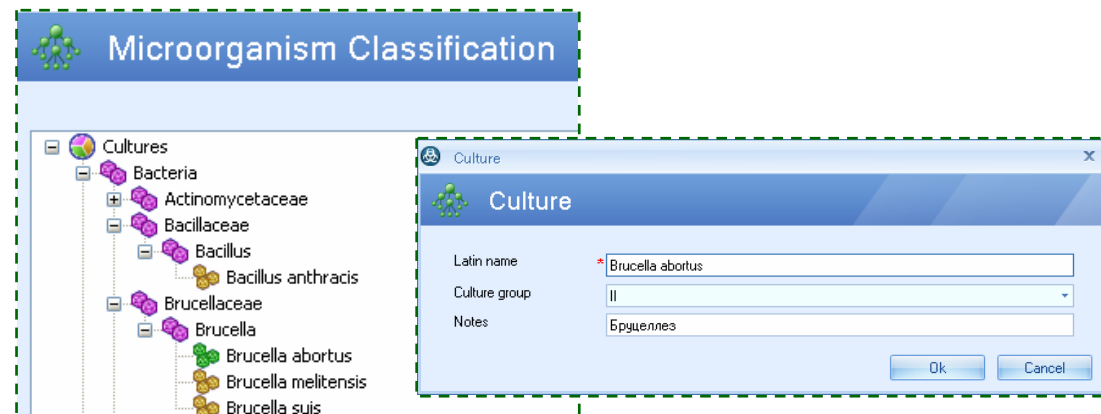 Microorganism Classification
Cultures
Bacteria
Actinomycetaceae
Bacillaceae
Bacillus
Bacillus anthracis
Brucellaceae
Brucella
Brucella abortus
Brucella melitensis
Brucella suis
Culture
Culture
Latin name * Brucella abortus
Culture group II
Notes Бруцеллез
Ok Cancel